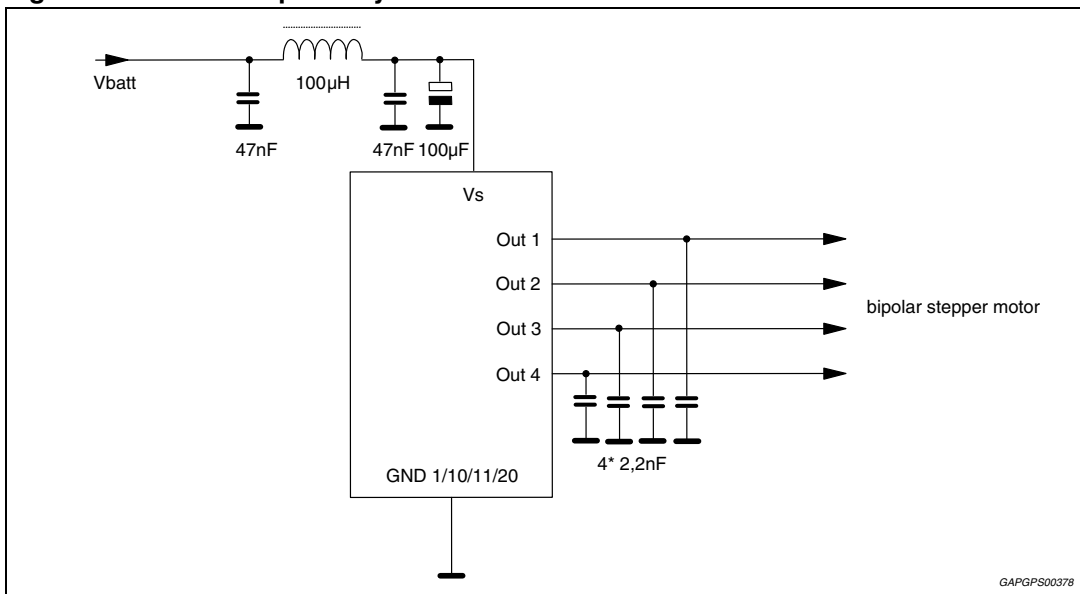 Vbatt
100µH
47nF
47nF 100µF
Vs
Out 1
Out 2
Out 3
Out 4
bipolar stepper motor
4* 2,2nF
GND 1/10/11/20
GAPGPS00378